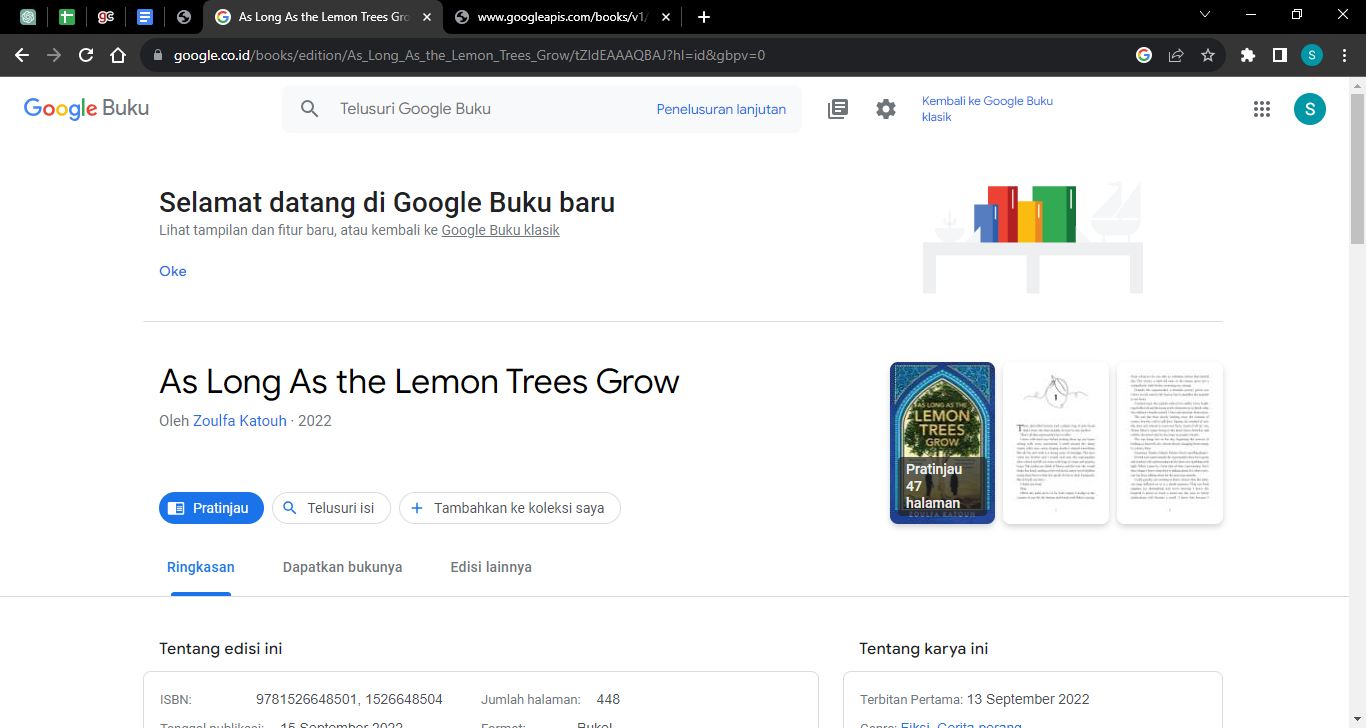 gc
As Long As the Lemon Trees Gro
www.googleapis.com/books/v1/
google.co.id/books/edition/As_Long_As_the_Lemon_Trees_Grow/tZIdEAAAQBAJ?hl=id&gbpv=0
S
Google Buku
Telusuri Google Buku
Penelusuran lanjutan
Kembali ke Google Buku
klasik
S
Selamat datang di Google Buku baru
Lihat tampilan dan fitur baru, atau kembali ke Google Buku klasik
Oke
As Long As the Lemon Trees Grow
Oleh Zoulfa Katouh · 2022
AS LONG AS THE
LEMON
TREES
GROW
Pratinjau
47
halaman
ZOULFA KATOUH
1
Pratinjau
Telusuri isi
Tambahkan ke koleksi saya
Ringkasan
Dapatkan bukunya
Edisi lainnya
Tentang edisi ini
ISBN: 9781526648501, 1526648504
Jumlah halaman: 448
Tanggal publikasi: 15 September 2022
Format: Bukel
Tentang karya ini
Terbitan Pertama: 13 September 2022
Genre: Fiksi, Cerita perang